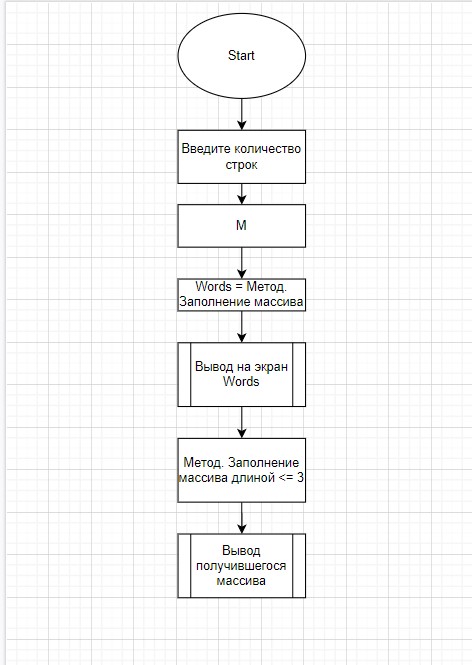 Start
Введите количество
строк
M
Words = Метод.
Заполнение массива
Вывод на экран
Words
Метод. Заполнение
массива длиной <= 3
Вывод
получившегося
массива